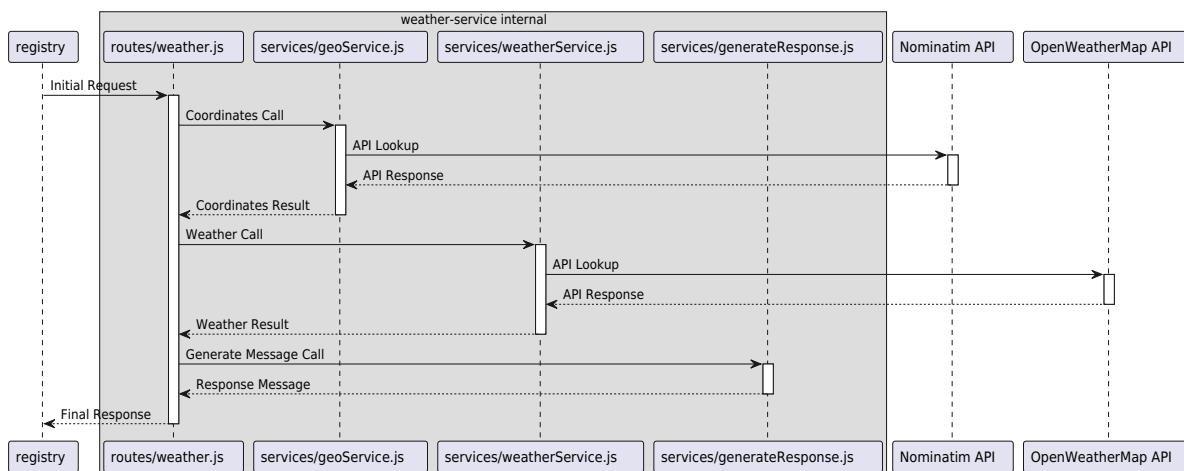 weather-service internal
registry
routes/weather.js
services/geoService.js
services/weatherService.js
services/generateResponse.js
Nominatim API
OpenWeatherMap API
Initial Request
Coordinates Call
API Lookup
API Response
Coordinates Result
Weather Call
API Lookup
API Response
Weather Result
Generate Message Call
Response Message
Final Response
registry
routes/weather.js
services/geoService.js
services/weatherService.js
services/generateResponse.js
Nominatim API
OpenWeatherMap API